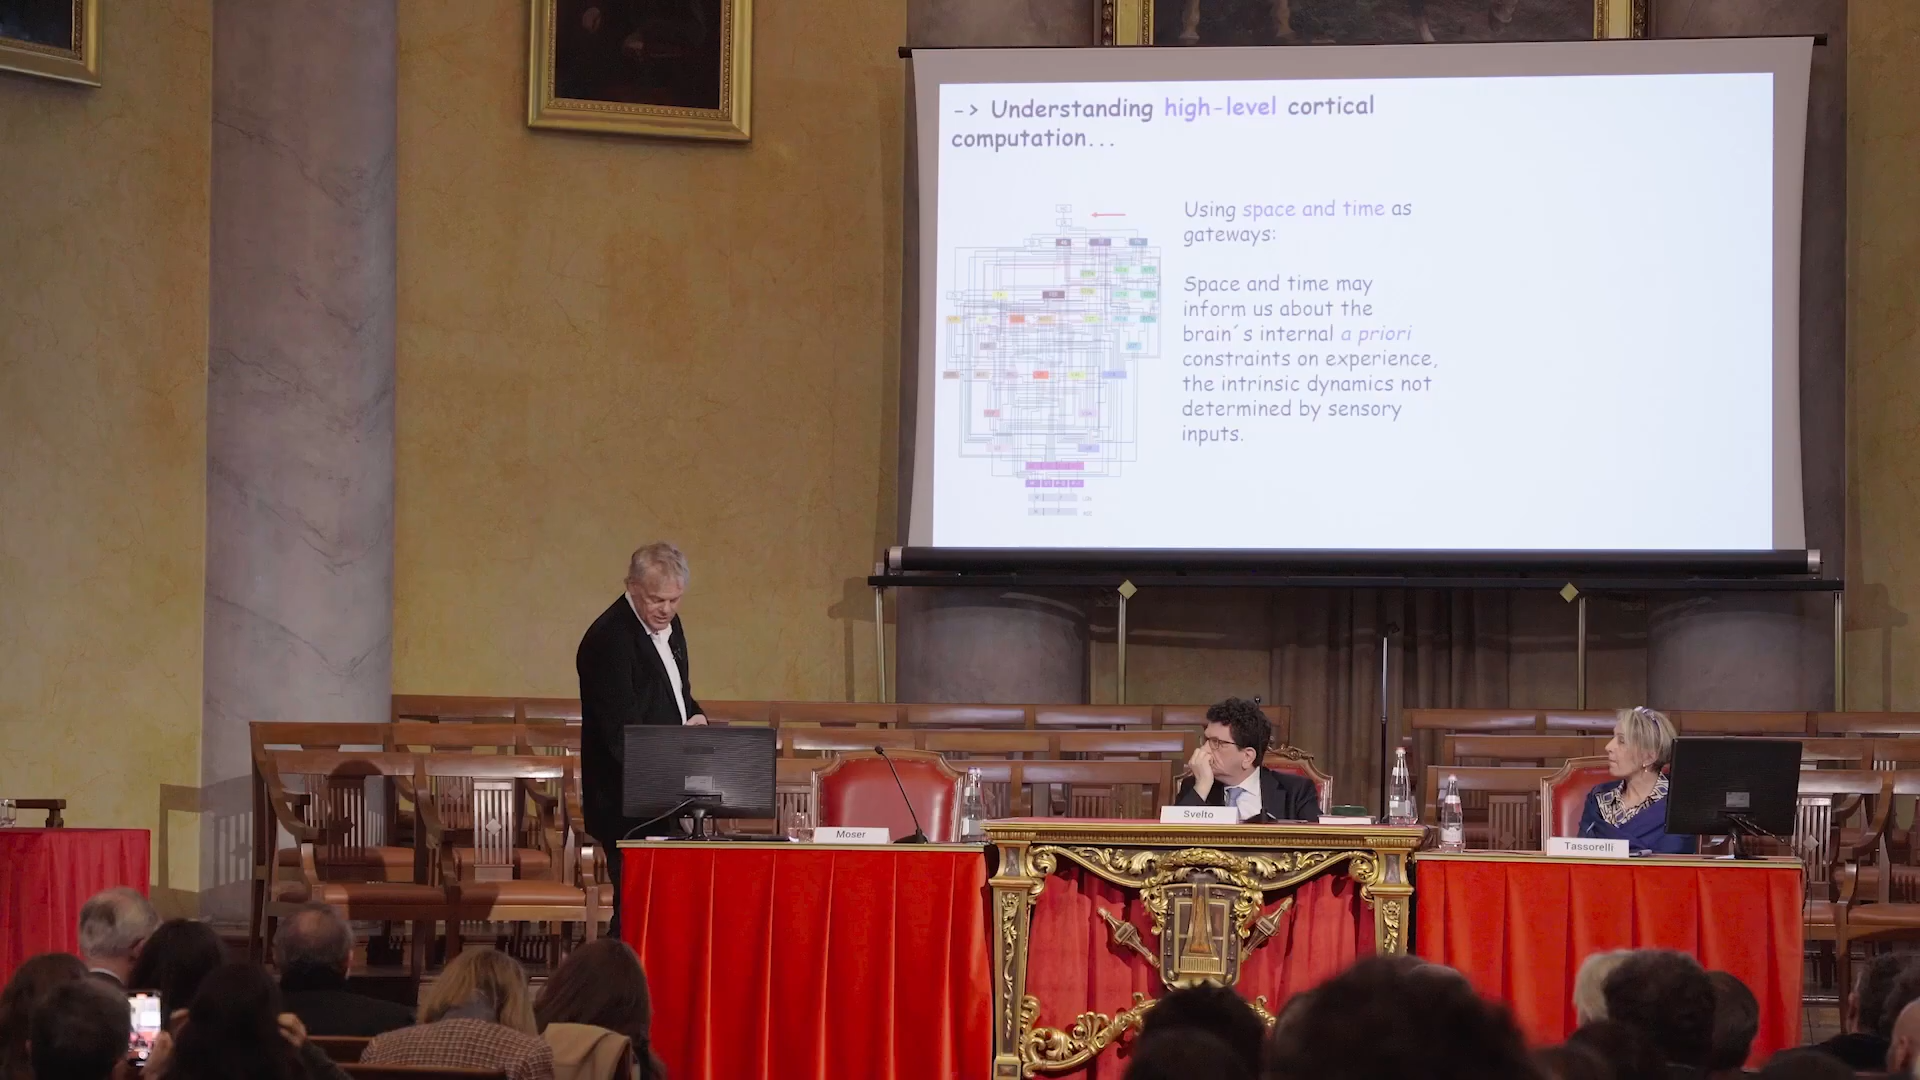 -> Understanding high-level cortical
computation...
Using space and time as
gateways:
Space and time may
inform us about the
brain´s internal a priori
constraints on experience,
the intrinsic dynamics not
determined by sensory
inputs.
Moser
Svelto
Tassorelli